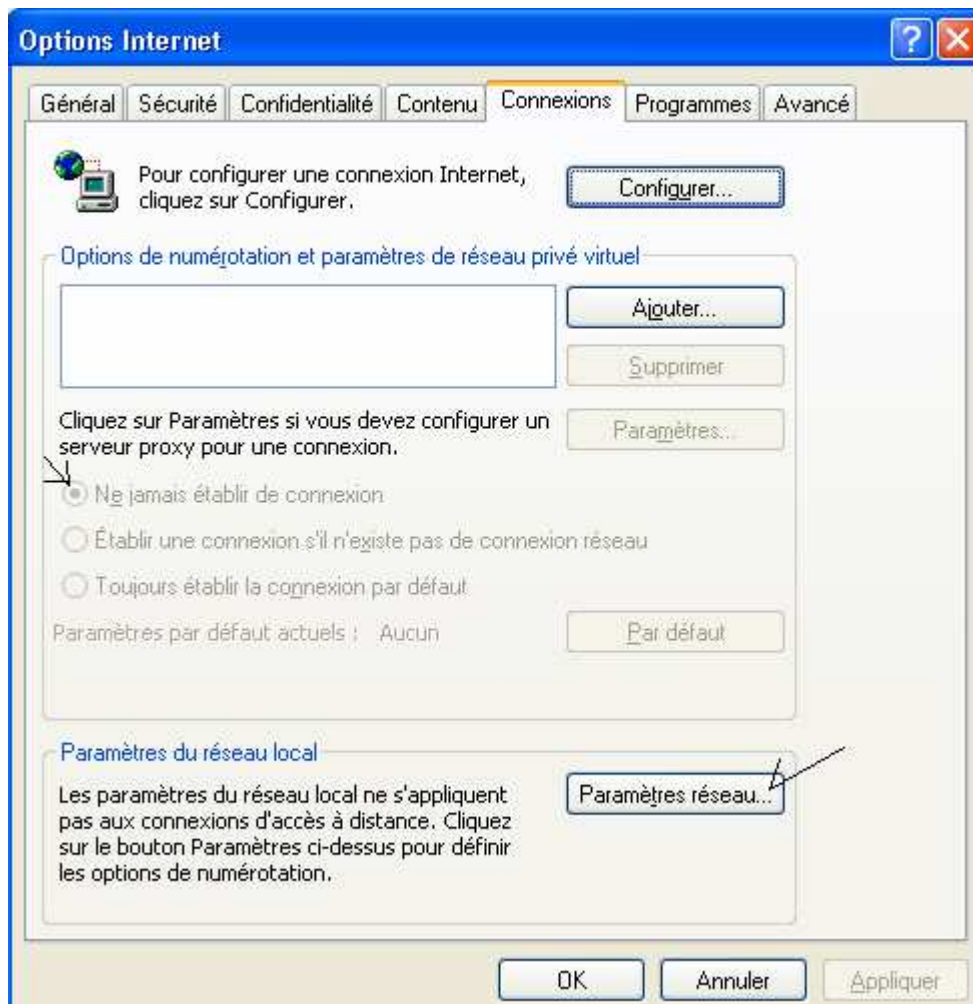 Options Internet
?
Général Sécurité Confidentialité Contenu Connexions Programmes Avancé
Pour configurer une connexion Internet,
cliquez sur Configurer.
Configurer...
Options de numérotation et paramètres de réseau privé virtuel
Ajouter...
Supprimer
Cliquez sur Paramètres si vous devez configurer un
serveur proxy pour une connexion.
Paramètres...
Ne jamais établir de connexion
Établir une connexion s'il n'existe pas de connexion réseau
Toujours établir la connexion par défaut
Paramètres par défaut actuels : Aucun
Par défaut
Paramètres du réseau local
Les paramètres du réseau local ne s'appliquent
pas aux connexions d'accès à distance. Cliquez
sur le bouton Paramètres ci-dessus pour définir
les options de numérotation.
Paramètres réseau...
OK Annuler Appliquer